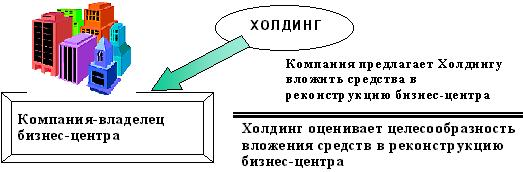 ХОЛДИНГ
Компания предлагает Холдингу
вложить средства в
реконструкцию бизнес-центра
Компания-владелец
бизнес-центра
Холдинг оценивает целесообразность
вложения средств в реконструкцию
бизнес-центра